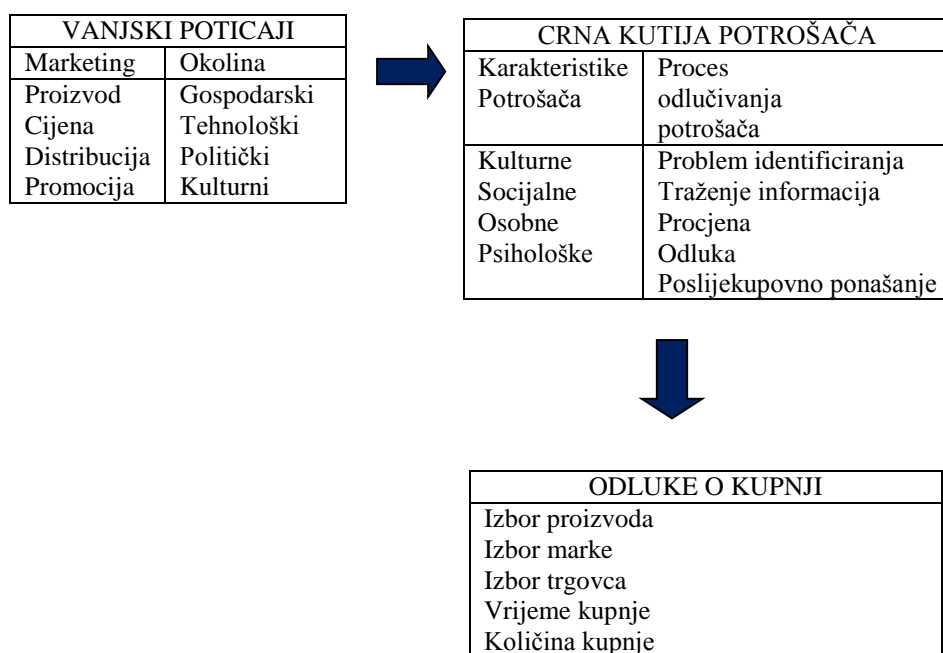 VANJSKI POTICAJI
Marketing Okolina
Proizvod Gospodarski
Cijena Tehnološki
Distribucija Politički
Promocija Kulturni
CRNA KUTIJA POTROŠAČA
Karakteristike Proces
Potrošača odlučivanja
potrošača
Kulturne Problem identificiranja
Socijalne Traženje informacija
Osobne Procjena
Psihološke Odluka
Poslijekupovno ponašanje
ODLUKE O KUPNJI
Izbor proizvoda
Izbor marke
Izbor trgovca
Vrijeme kupnje
Količina kupnje